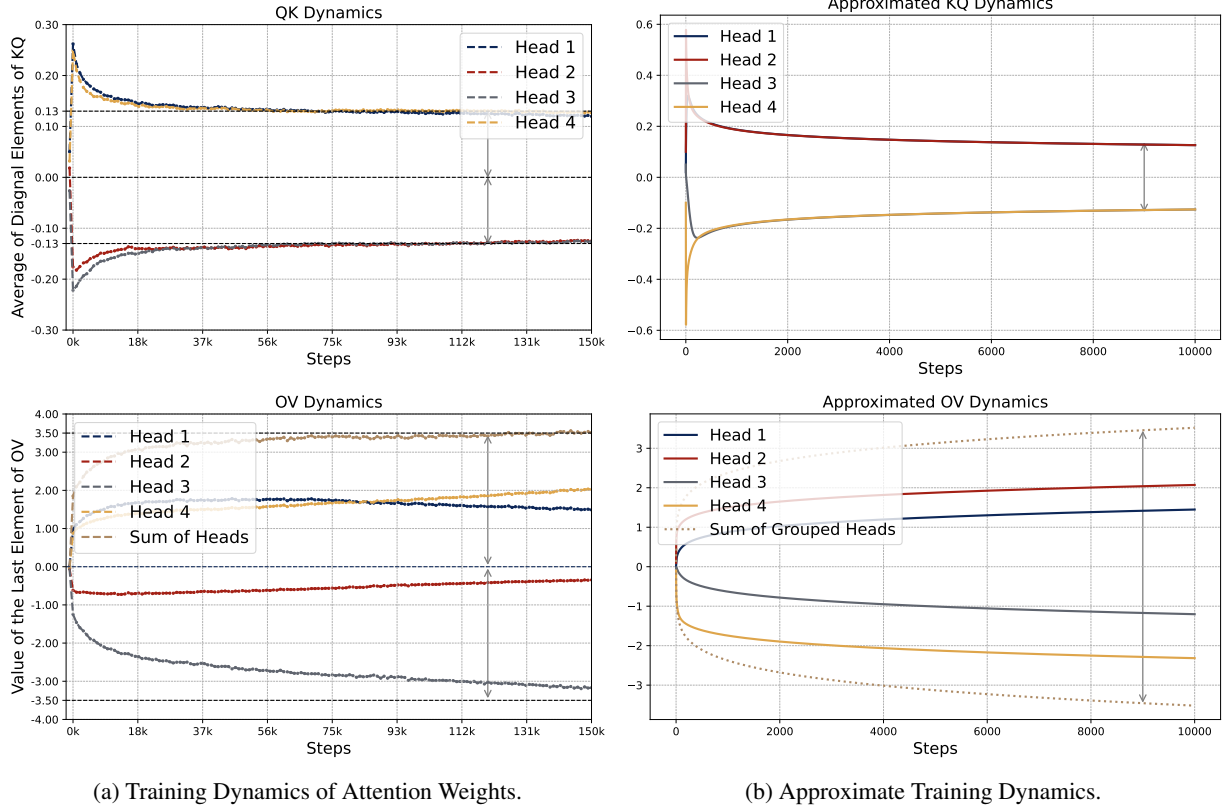 QK Dynamics
Average of Diagnal Elements of KQ
0.30
0.20
0.13
0.10
0.00
-0.10
-0.13
-0.20
-0.30
Head 1
Head 2
Head 3
Head 4
0k 18k 37k 56k 75k 93k 112k 131k 150k
Steps
Approximated KQ Dynamics
0.6
0.4
0.2
0.0
−0.2
−0.4
−0.6
Head 1
Head 2
Head 3
Head 4
0 2000 4000 6000 8000 10000
Steps
OV Dynamics
Value of the Last Element of OV
4.00
3.50
3.00
2.00
1.00
0.00
-1.00
-2.00
-3.00
-3.50
-4.00
Head 1
Head 2
Head 3
Head 4
Sum of Heads
0k 18k 37k 56k 75k 93k 112k 131k 150k
Steps
Approximated OV Dynamics
3
2
1
0
−1
−2
−3
Head 1
Head 2
Head 3
Head 4
Sum of Grouped Heads
0 2000 4000 6000 8000 10000
Steps
(a) Training Dynamics of Attention Weights.
(b) Approximate Training Dynamics.